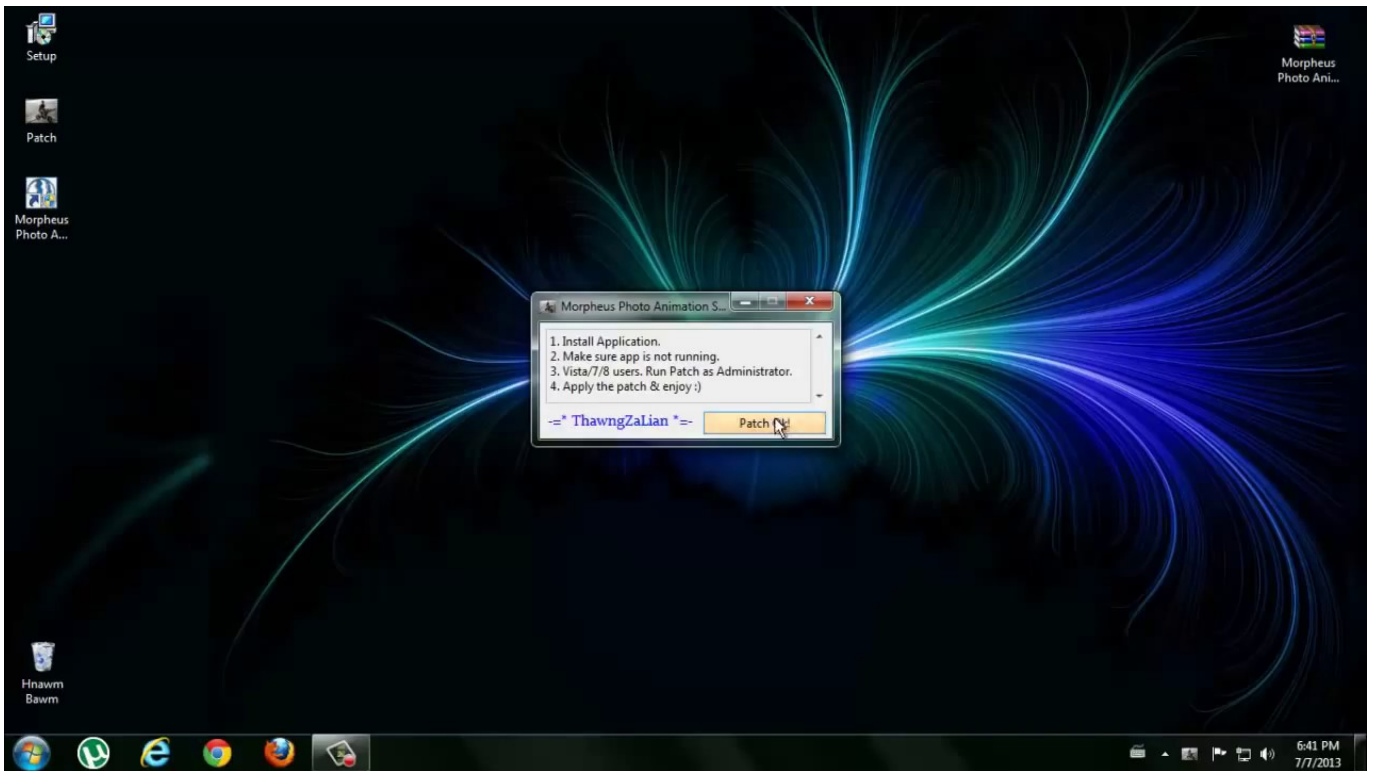 Setup
Patch
Morpheus
Photo A...
Hnawm
Bawm
Morpheus
Photo Ani...
Morpheus Photo Animation S...
1. Install Application.
2. Make sure app is not running.
3. Vista/7/8 users. Run Patch as Administrator.
4. Apply the patch & enjoy :)
-=* ThawngZaLian *=-
Patch
6:41 PM
7/7/2013